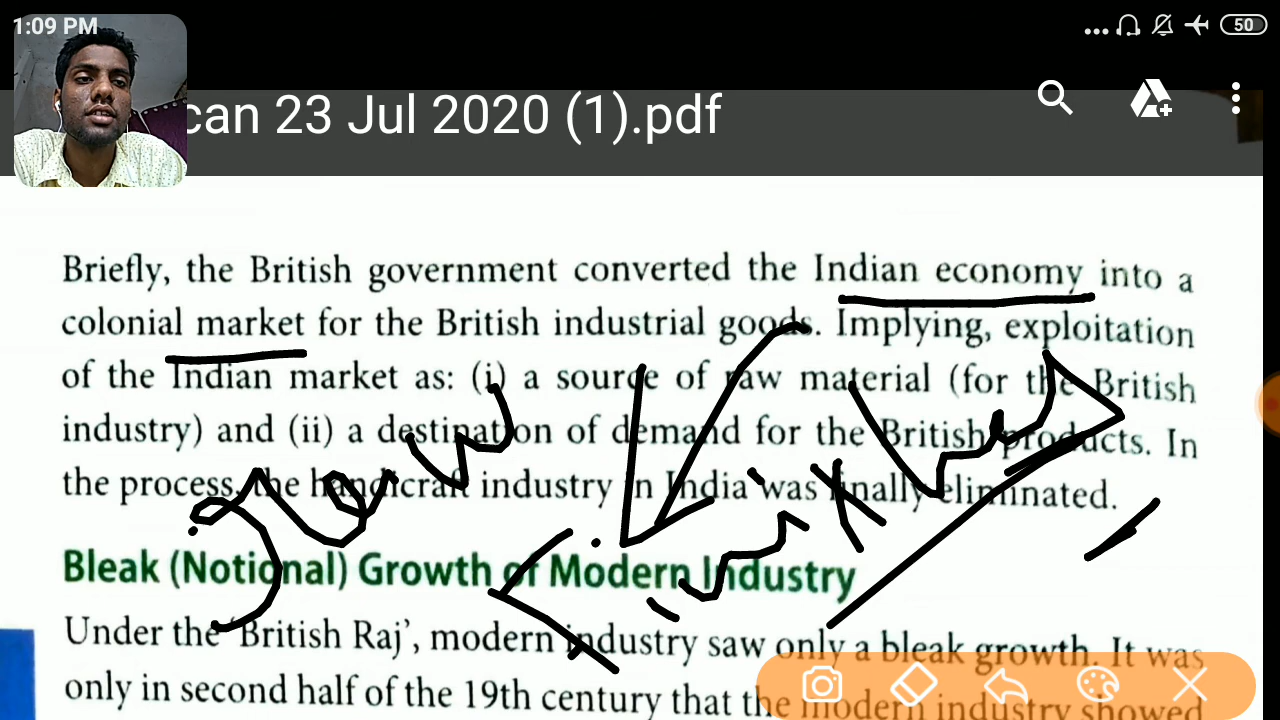 1:09 PM
50
can 23 Jul 2020 (1).pdf
Briefly, the British government converted the Indian economy into a
colonial market for the British industrial goods. Implying, exploitation
of the Indian market as: (i) a source of raw material (for the British
industry) and (ii) a destination of demand for the British products. In
the process, the handicraft industry in India was finally eliminated.
Bleak (Notional) Growth of Modern Industry
Under the ‘British Raj’, modern industry saw only a bleak growth. It was
only in second half of the 19th century that the modern industry showed